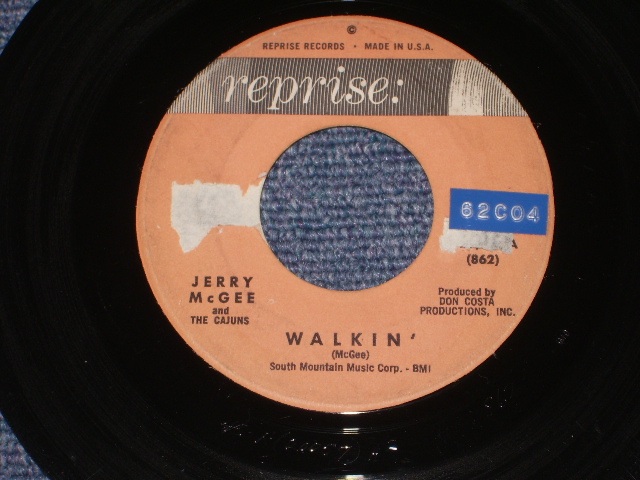 ©
REPRISE RECORDS • MADE IN U.S.A.
reprise:
62C04
A
(862)
JERRY
McGEE
and
THE CAJUNS
Produced by
DON COSTA
PRODUCTIONS, INC.
WALKIN'
(McGee)
South Mountain Music Corp. - BMI